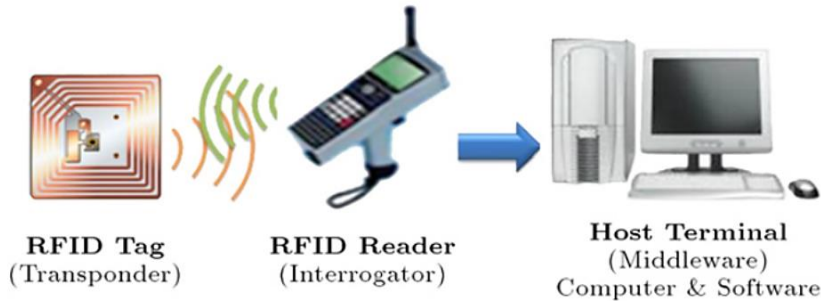 RFID Tag
(Transponder)
RFID Reader
(Interrogator)
Host Terminal
(Middleware)
Computer & Software